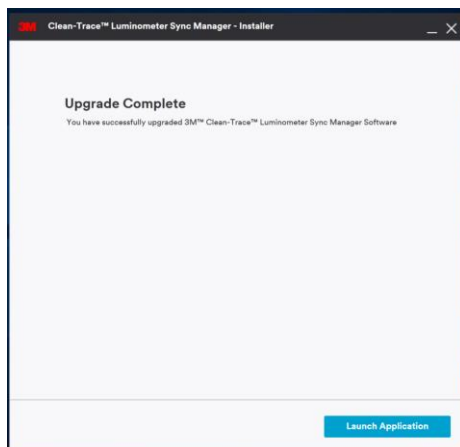 3M Clean-Trace™ Luminometer Sync Manager - Installer
Upgrade Complete
You have successfully upgraded 3M™ Clean-Trace™ Luminometer Sync Manager Software
Launch Application